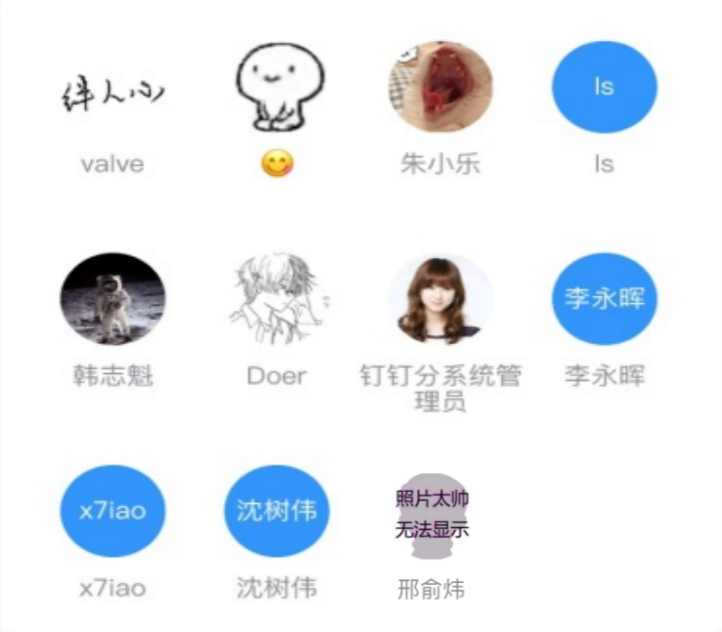 绊人心
valve
😋
朱小乐
ls
ls
韩志魁
Doer
钉钉分系统管
理员
李永晖
李永晖
x7iao
x7iao
沈树伟
沈树伟
照片太帅
无法显示
邢俞炜